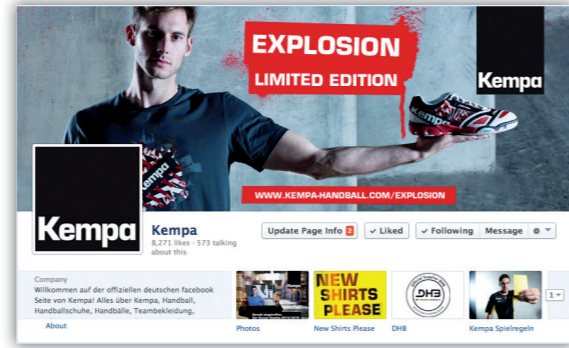 EXPLOSION
LIMITED EDITION
Kempa
kempa
Kempa
WWW.KEMPA-HANDBALL.COM/EXPLOSION
Kempa
Kempa
8,271 likes · 573 talking
about this
Update Page Info 2
✓ Liked
✓ Following
Message
Company
Willkommen auf der offiziellen deutschen facebook
Seite von Kempa! Alles über Kempa, Handball,
Handballschuhe, Handbälle, Teambekleidung,
About
NEW
SHIRTS
PLEASE
DHB
1
Photos
New Shirts Please
DHB
Kempa Spielregeln